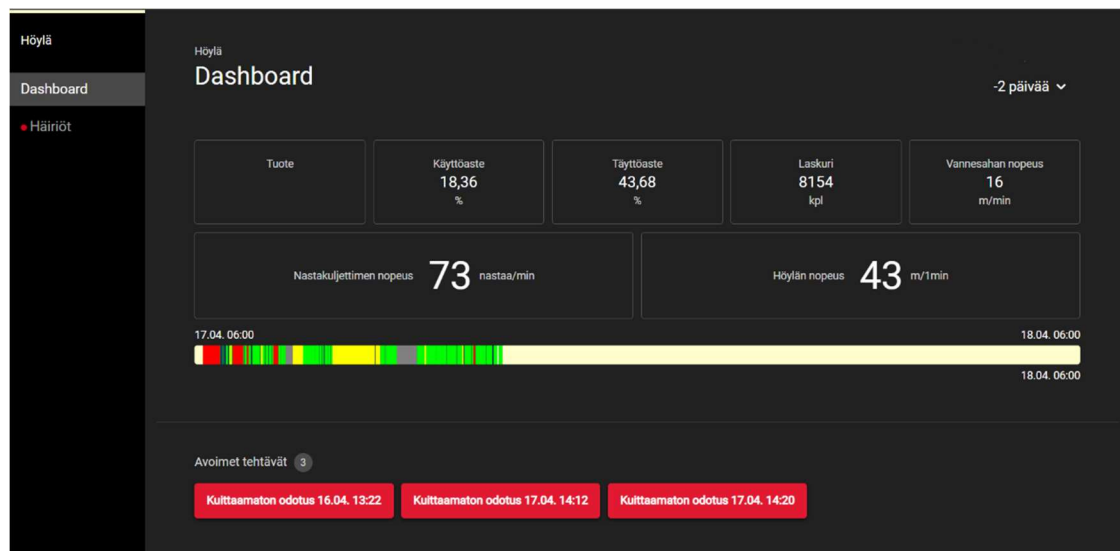 Höylä
Dashboard
Häiriöt
Höylä
Dashboard
-2 päivää
Tuote
Käyttöaste
18,36
%
Täyttöaste
43,68
%
Laskuri
8154
kpl
Vannesahan nopeus
16
m/min
Nastakuljettimen nopeus 73 nastaa/min
Höylän nopeus 43 m/1min
17.04. 06:00
18.04. 06:00
18.04. 06:00
Avoimet tehtävät 3
Kuittaamaton odotus 16.04. 13:22
Kuittaamaton odotus 17.04. 14:12
Kuittaamaton odotus 17.04. 14:20